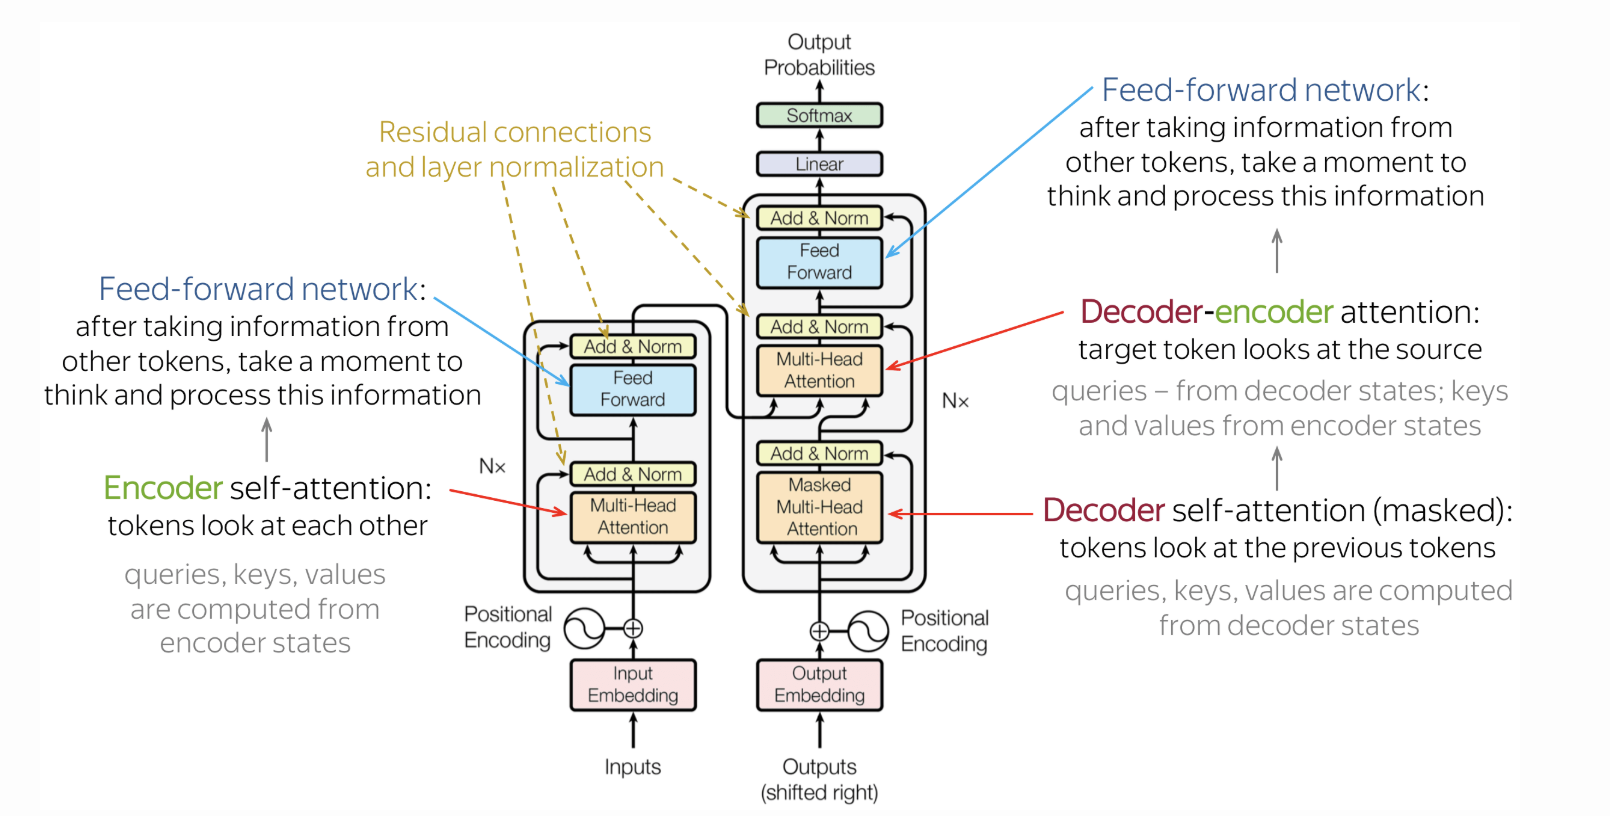 Output
Probabilities
Softmax
Linear
Add & Norm
Feed
Forward
Add & Norm
Multi-Head
Attention
Add & Norm
Masked
Multi-Head
Attention
Nx
Positional
Encoding
Output
Embedding
Outputs
(shifted right)
Add & Norm
Feed
Forward
Add & Norm
Multi-Head
Attention
Nx
Positional
Encoding
Input
Embedding
Inputs
Residual connections
and layer normalization
Feed-forward network:
after taking information from
other tokens, take a moment to
think and process this information
Encoder self-attention:
tokens look at each other
queries, keys, values
are computed from
encoder states
Feed-forward network:
after taking information from
other tokens, take a moment to
think and process this information
Decoder-encoder attention:
target token looks at the source
queries – from decoder states; keys
and values from encoder states
Decoder self-attention (masked):
tokens look at the previous tokens
queries, keys, values are computed
from decoder states